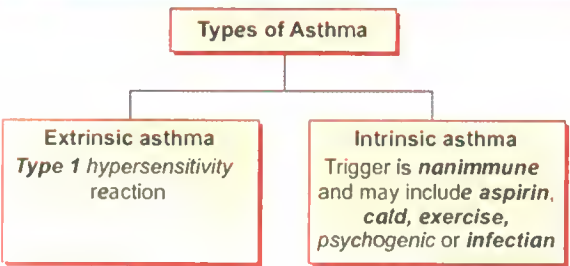 Types of Asthma
Extrinsic asthma
Type 1 hypersensitivity
reaction
Intrinsic asthma
Trigger is nanimmune
and may include aspirin,
catd, exercise,
psychogenic or infectian